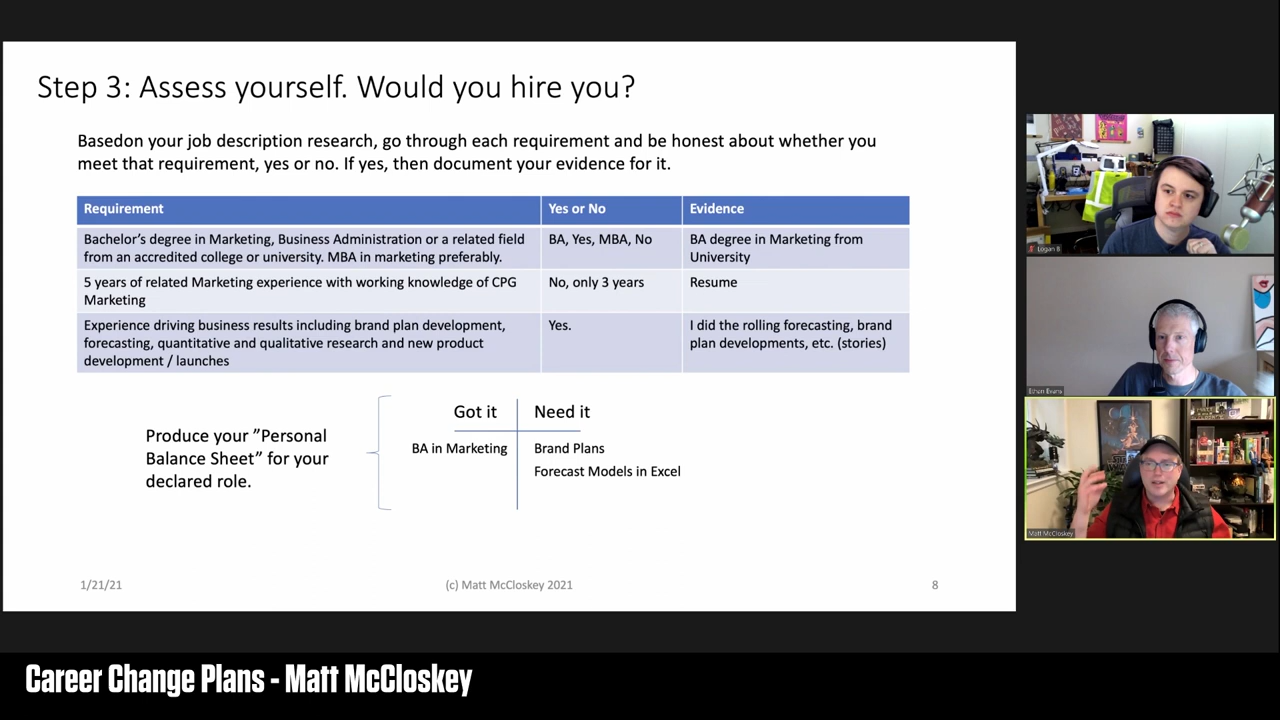 Step 3: Assess yourself. Would you hire you?
Basedon your job description research, go through each requirement and be honest about whether you
meet that requirement, yes or no. If yes, then document your evidence for it.
Requirement
Yes or No
Evidence
Bachelor's degree in Marketing, Business Administration or a related field
from an accredited college or university. MBA in marketing preferably.
BA, Yes, MBA, No
BA degree in Marketing from
University
5 years of related Marketing experience with working knowledge of CPG
Marketing
No, only 3 years
Resume
Experience driving business results including brand plan development,
forecasting, quantitative and qualitative research and new product
development / launches
Yes.
I did the rolling forecasting, brand
plan developments, etc. (stories)
Produce your ”Personal
Balance Sheet” for your
declared role.
Got it
Need it
BA in Marketing
Brand Plans
Forecast Models in Excel
1/21/21
(c) Matt McCloskey 2021
8
Logan B
Ethan Evans
Matt McCloskey
Career Change Plans - Matt McCloskey